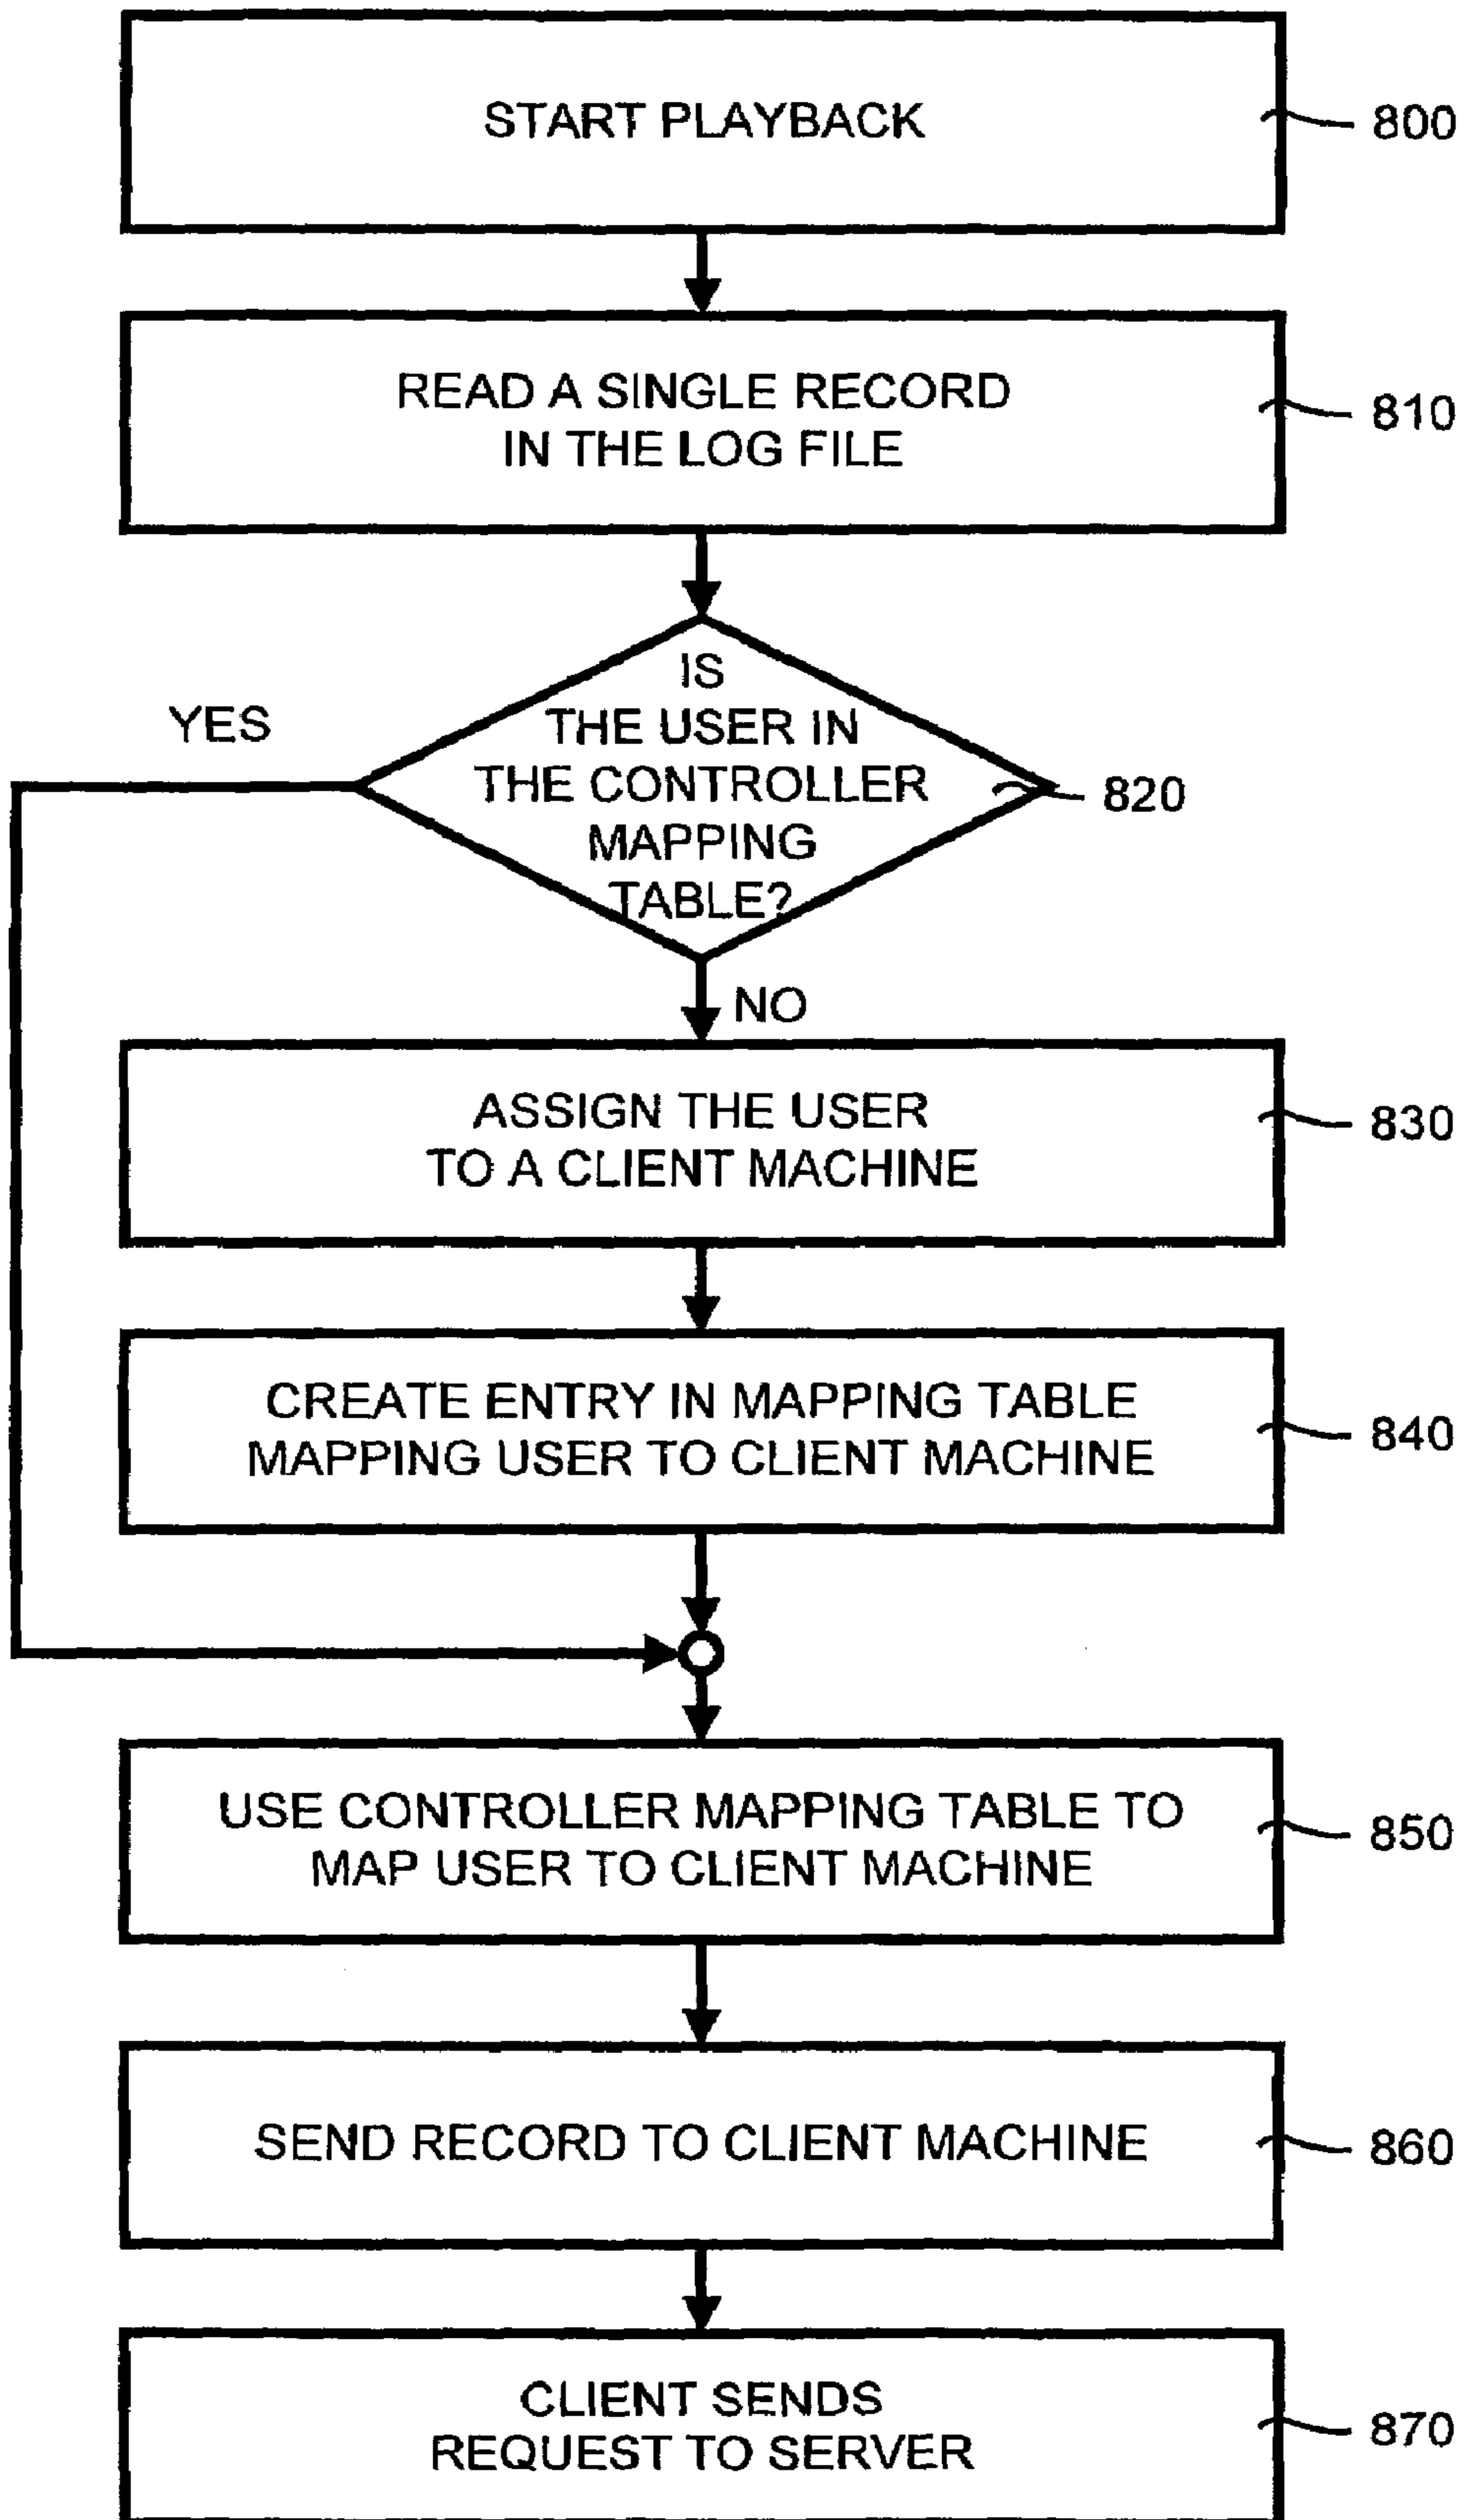 START PLAYBACK
800
READ A SINGLE RECORD
IN THE LOG FILE
810
IS
THE USER IN
THE CONTROLLER
MAPPING
TABLE?
820
YES
NO
ASSIGN THE USER
TO A CLIENT MACHINE
830
CREATE ENTRY IN MAPPING TABLE
MAPPING USER TO CLIENT MACHINE
840
USE CONTROLLER MAPPING TABLE TO
MAP USER TO CLIENT MACHINE
850
SEND RECORD TO CLIENT MACHINE
860
CLIENT SENDS
REQUEST TO SERVER
870